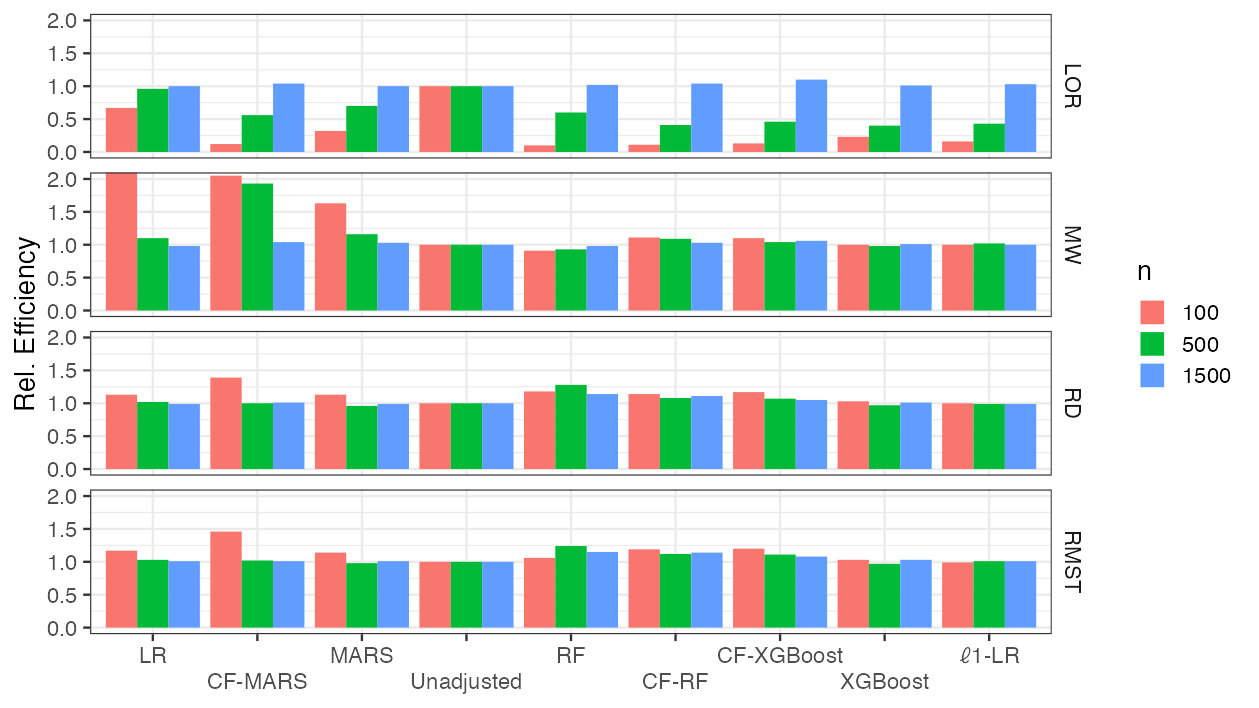 Rel. Efficiency
2.0
1.5
1.0
0.5
0.0
LOR
2.0
1.5
1.0
0.5
0.0
MW
2.0
1.5
1.0
0.5
0.0
RD
2.0
1.5
1.0
0.5
0.0
RMST
LR
CF-MARS
MARS
Unadjusted
RF
CF-RF
CF-XGBoost
XGBoost
ℓ1-LR
n
100
500
1500